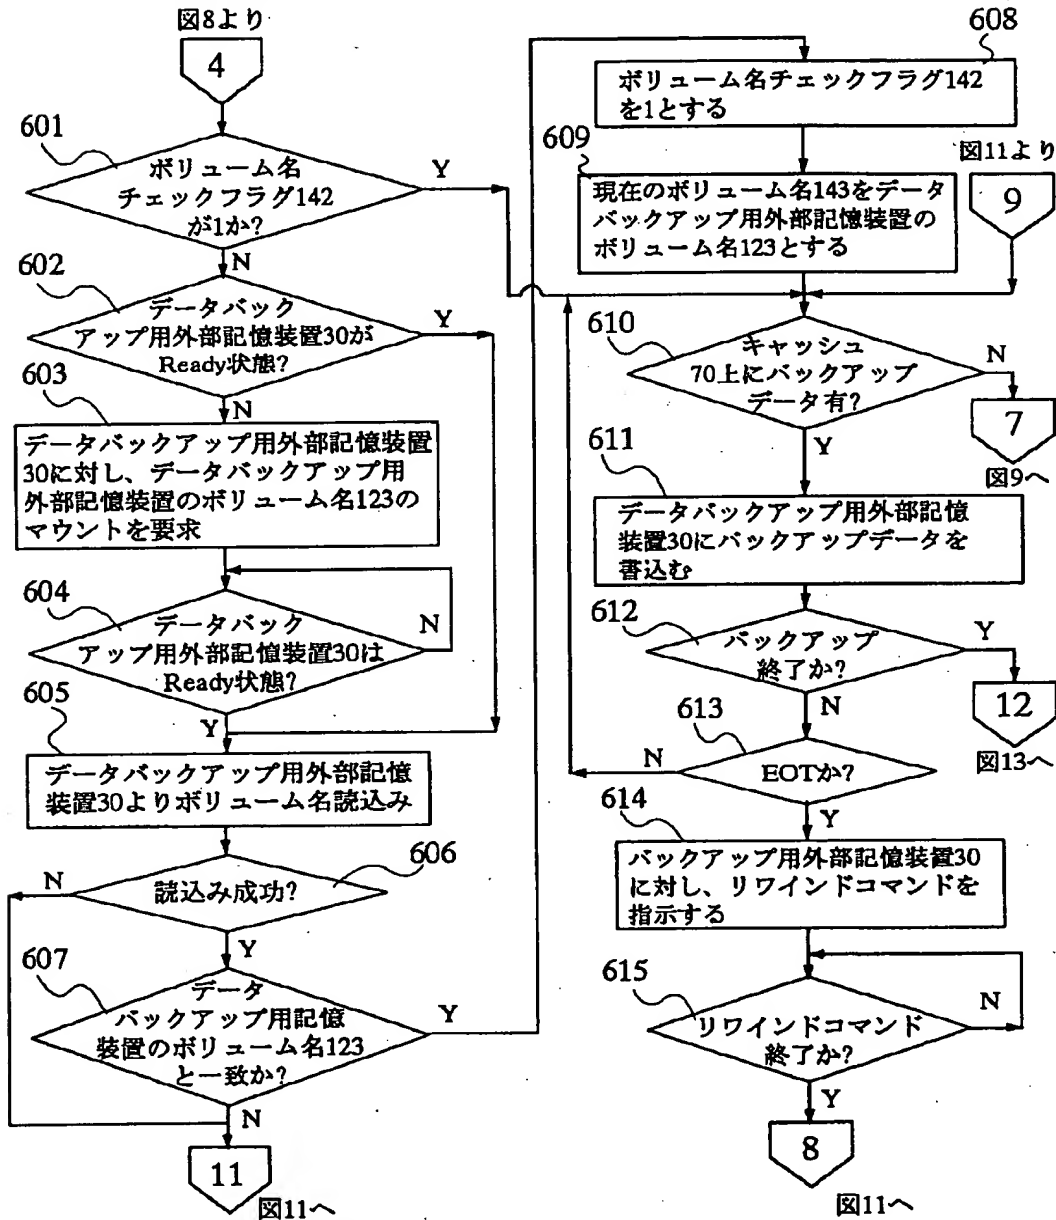 図8より
4
601
ボリューム名
チェックフラグ142
が1か?
Y
N
602
データバック
アップ用外部記憶装置30が
Ready状態?
Y
N
603
データバックアップ用外部記憶装置
30に対し、データバックアップ用
外部記憶装置のボリューム名123の
マウントを要求
604
データバック
アップ用外部記憶装置30は
Ready状態?
N
Y
605
データバックアップ用外部記憶
装置30よりボリューム名読込み
606
読込み成功?
N
Y
607
データ
バックアップ用記憶
装置のボリューム名123
と一致か?
Y
N
11
図11へ
608
ボリューム名チェックフラグ142
を1とする
609
現在のボリューム名143をデータ
バックアップ用外部記憶装置の
ボリューム名123とする
図11より
9
610
キャッシュ
70上にバックアップ
データ有?
N
7
図9へ
Y
611
データバックアップ用外部記憶
装置30にバックアップデータを
書込む
612
バックアップ
終了か?
Y
12
図13へ
N
613
EOTか?
N
Y
614
バックアップ用外部記憶装置30
に対し、リワインドコマンドを
指示する
615
リワインドコマンド
終了か?
N
Y
8
図11へ